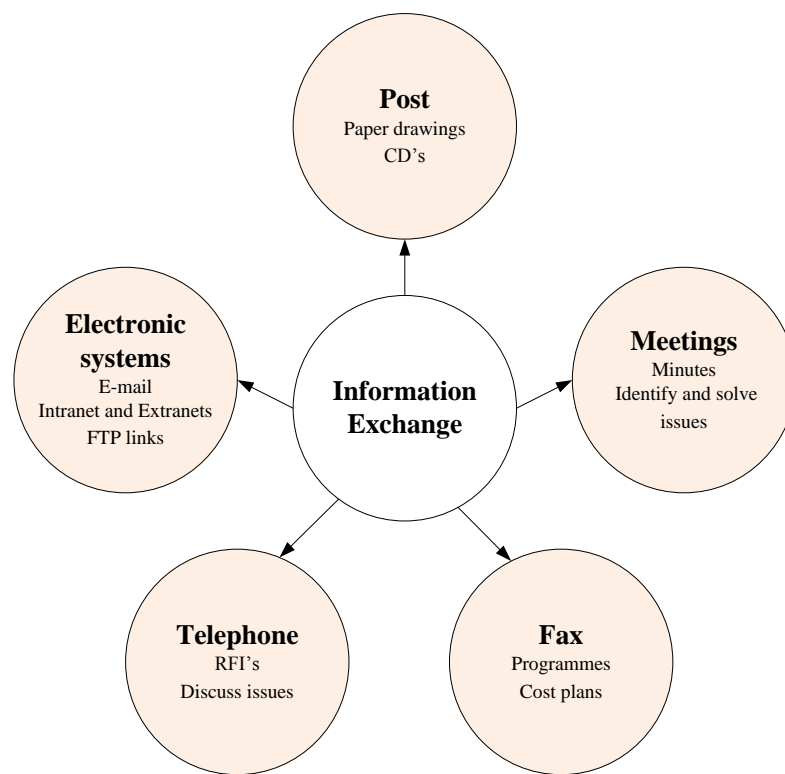 Post
Paper drawings
CD’s
Electronic
systems
E-mail
Intranet and Extranets
FTP links
Information
Exchange
Meetings
Minutes
Identify and solve
issues
Telephone
RFI’s
Discuss issues
Fax
Programmes
Cost plans